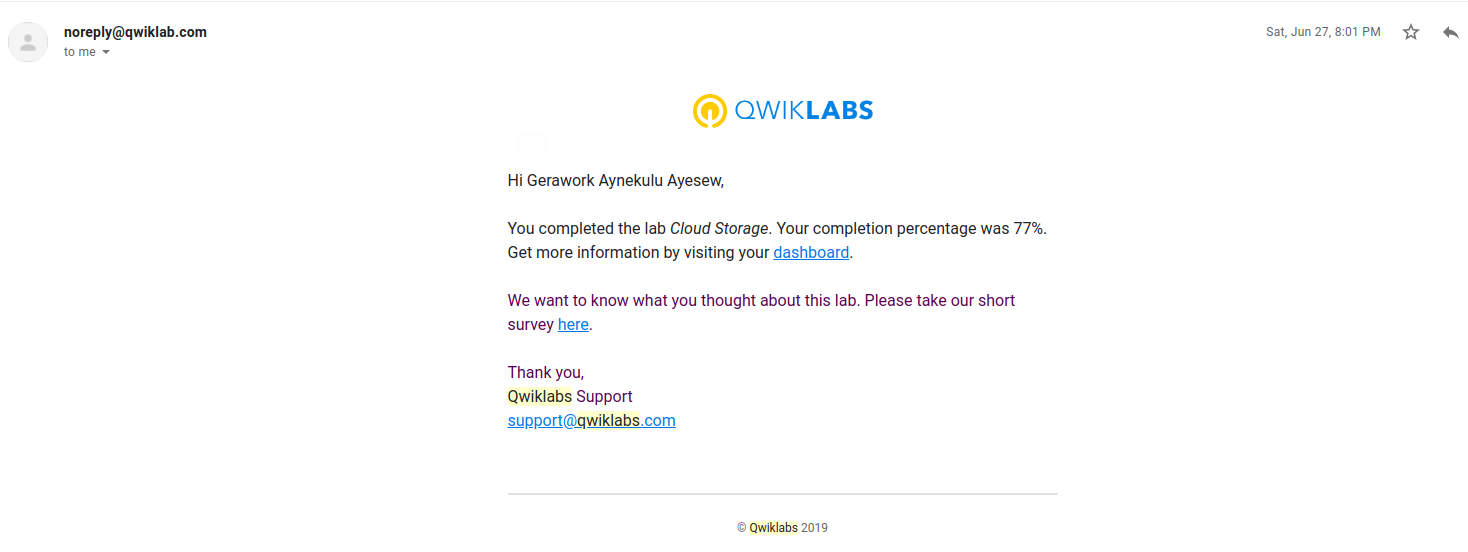 noreply@qwiklab.com
Sat, Jun 27, 8:01 PM
to me
QWIKLABS
Hi Gerawork Aynekulu Ayesew,
You completed the lab Cloud Storage. Your completion percentage was 77%.
Get more information by visiting your dashboard.
We want to know what you thought about this lab. Please take our short
survey here.
Thank you,
Qwiklabs Support
support@qwiklabs.com
© Qwiklabs 2019